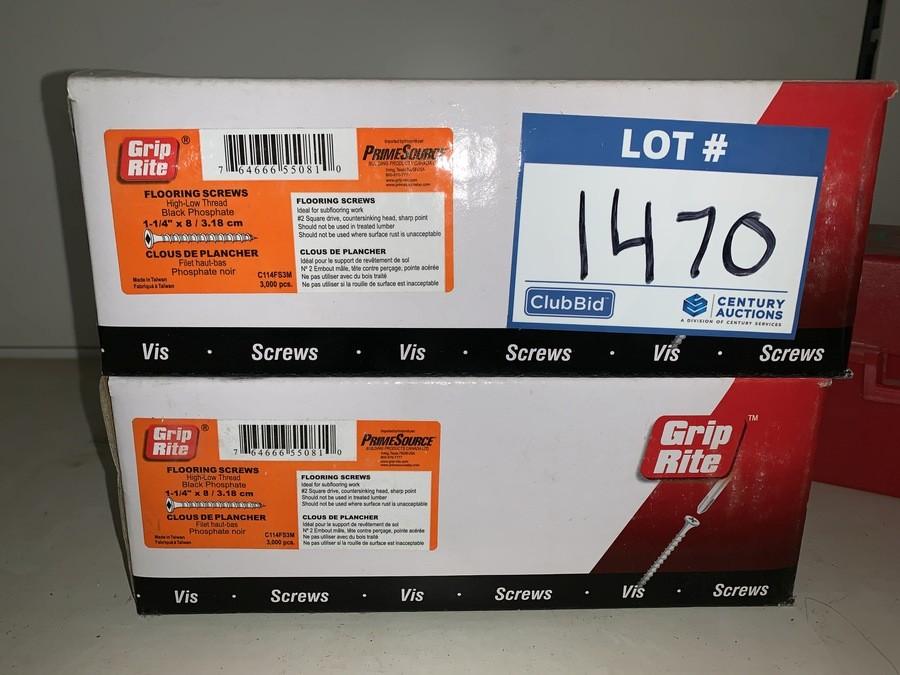 Grip
Rite
®
7 64666 55081 0
PRIMESOURCE
BUILDING PRODUCTS CANADA
FLOORING SCREWS
High-Low Thread
Black Phosphate
1-1/4" x 8 / 3.18 cm
CLOUS DE PLANCHER
Filet haut-bas
Phosphate noir
Made in Taiwan
Fabriqué à Taiwan
C114FS3M
3,000 pcs.
FLOORING SCREWS
Ideal for subflooring work
#2 Square drive, countersinking head, sharp point
Should not be used in treated lumber
Should not be used where surface rust is unacceptable
CLOUS DE PLANCHER
Idéal pour le support de revêtement de sol
Nº 2 Embout mâle, tête contre perçage, pointe acérée
Ne pas utiliser avec du bois traité
Ne pas utiliser si la rouille de surface est inacceptable
LOT #
1470
ClubBid
CENTURY
AUCTIONS
A DIVISION OF CENTURY SERVICES
Vis · Screws · Vis · Screws · Vis · Screws
Grip
Rite
®
7 64666 55081 0
PRIMESOURCE
BUILDING PRODUCTS CANADA LTD
FLOORING SCREWS
High-Low Thread
Black Phosphate
1-1/4" x 8 / 3.18 cm
CLOUS DE PLANCHER
Filet haut-bas
Phosphate noir
Made in Taiwan
Fabriqué à Taiwan
C114FS3M
3,000 pcs.
FLOORING SCREWS
Ideal for subflooring work
#2 Square drive, countersinking head, sharp point
Should not be used in treated lumber
Should not be used where surface rust is unacceptable
CLOUS DE PLANCHER
Idéal pour le support de revêtement de sol
Nº 2 Embout mâle, tête contre perçage, pointe acérée
Ne pas utiliser avec du bois traité
Ne pas utiliser si la rouille de surface est inacceptable
Grip
Rite
™
Vis · Screws · Vis · Screws · Vis · Screws